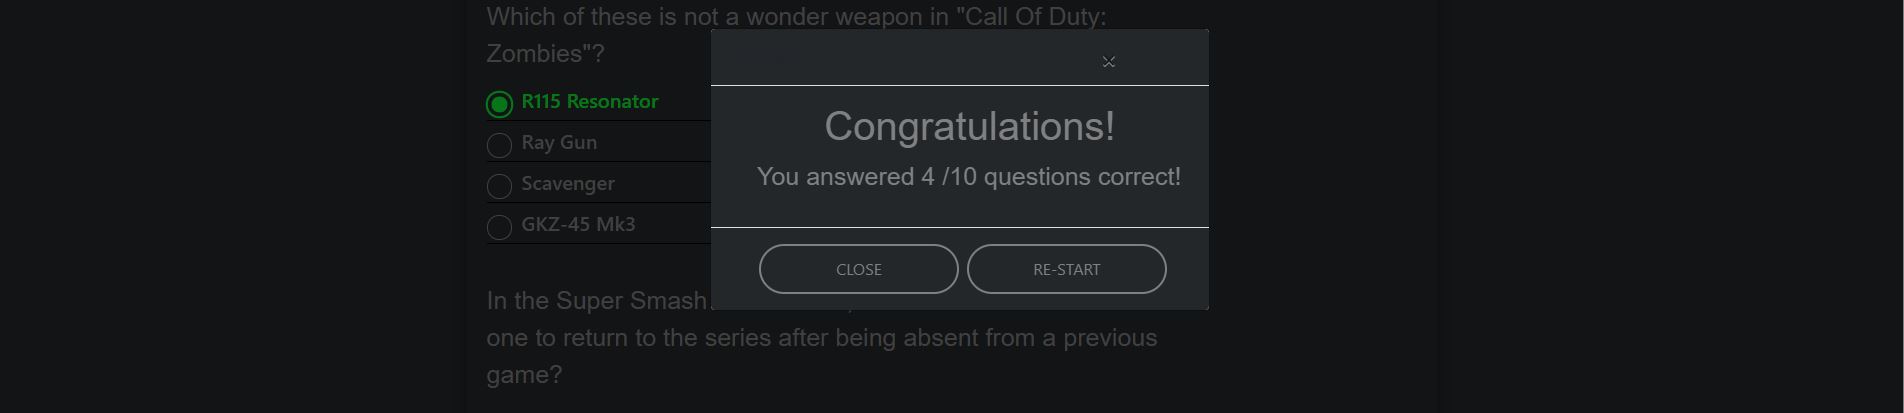 Which of these is not a wonder weapon in "Call Of Duty:
Zombies"?
R115 Resonator
Ray Gun
Scavenger
GKZ-45 Mk3
×
Congratulations!
You answered 4 /10 questions correct!
CLOSE
RE-START
In the Super Smash
one to return to the series after being absent from a previous
game?